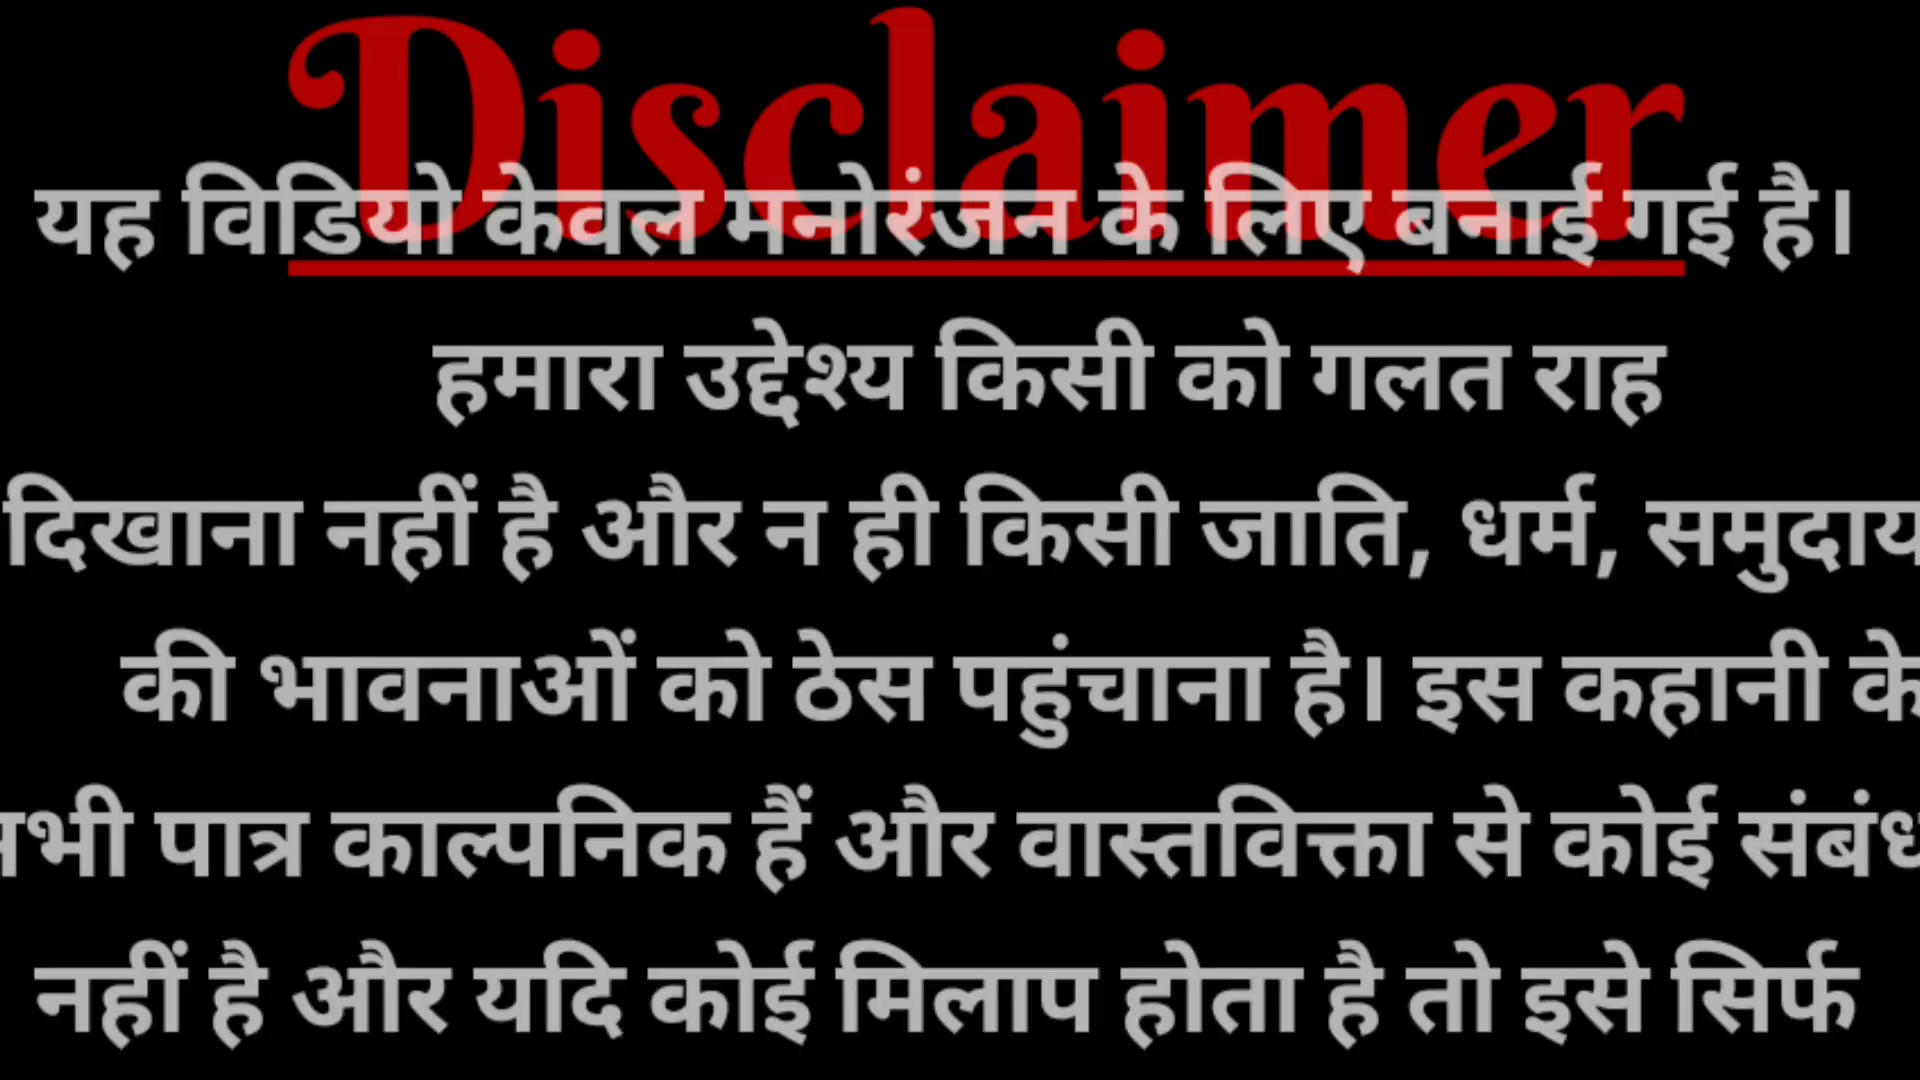 Disclaimer
यह विडियो केवल मनोरंजन के लिए बनाई गई है।
हमारा उद्देश्य किसी को गलत राह
दिखाना नहीं है और न ही किसी जाति, धर्म, समुदाय
की भावनाओं को ठेस पहुंचाना है। इस कहानी के
पात्र काल्पनिक हैं और वास्तविक्ता से कोई
नहीं है और यदि कोई मिलाप होता है तो इसे सिर्फ